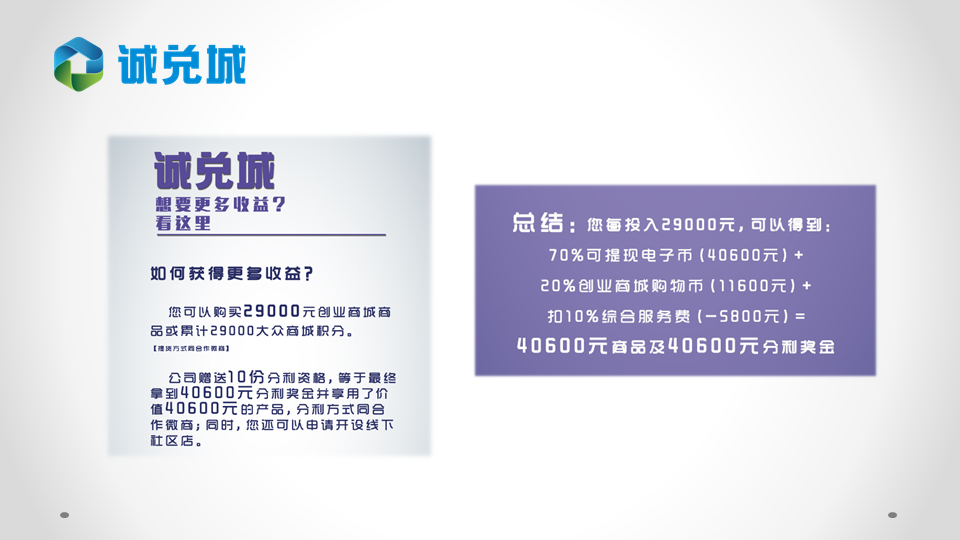 诚兑城
诚兑城
想要更多收益？
看这里
如何获得更多收益？
您可以购买29000元创业商城商
品或累计29000大众商城积分。
【提货方式同合作微商】
公司赠送10份分利资格，等于最终
拿到40600元分利奖金并享用了价
值40600元的产品，分利方式同合
作微商；同时，您还可以申请开设线下
社区店。
总结：您每投入29000元，可以得到：
70%可提现电子币（40600元）+
20%创业商城购物币（11600元）+
扣10%综合服务费（-5800元）=
40600元商品及40600元分利奖金